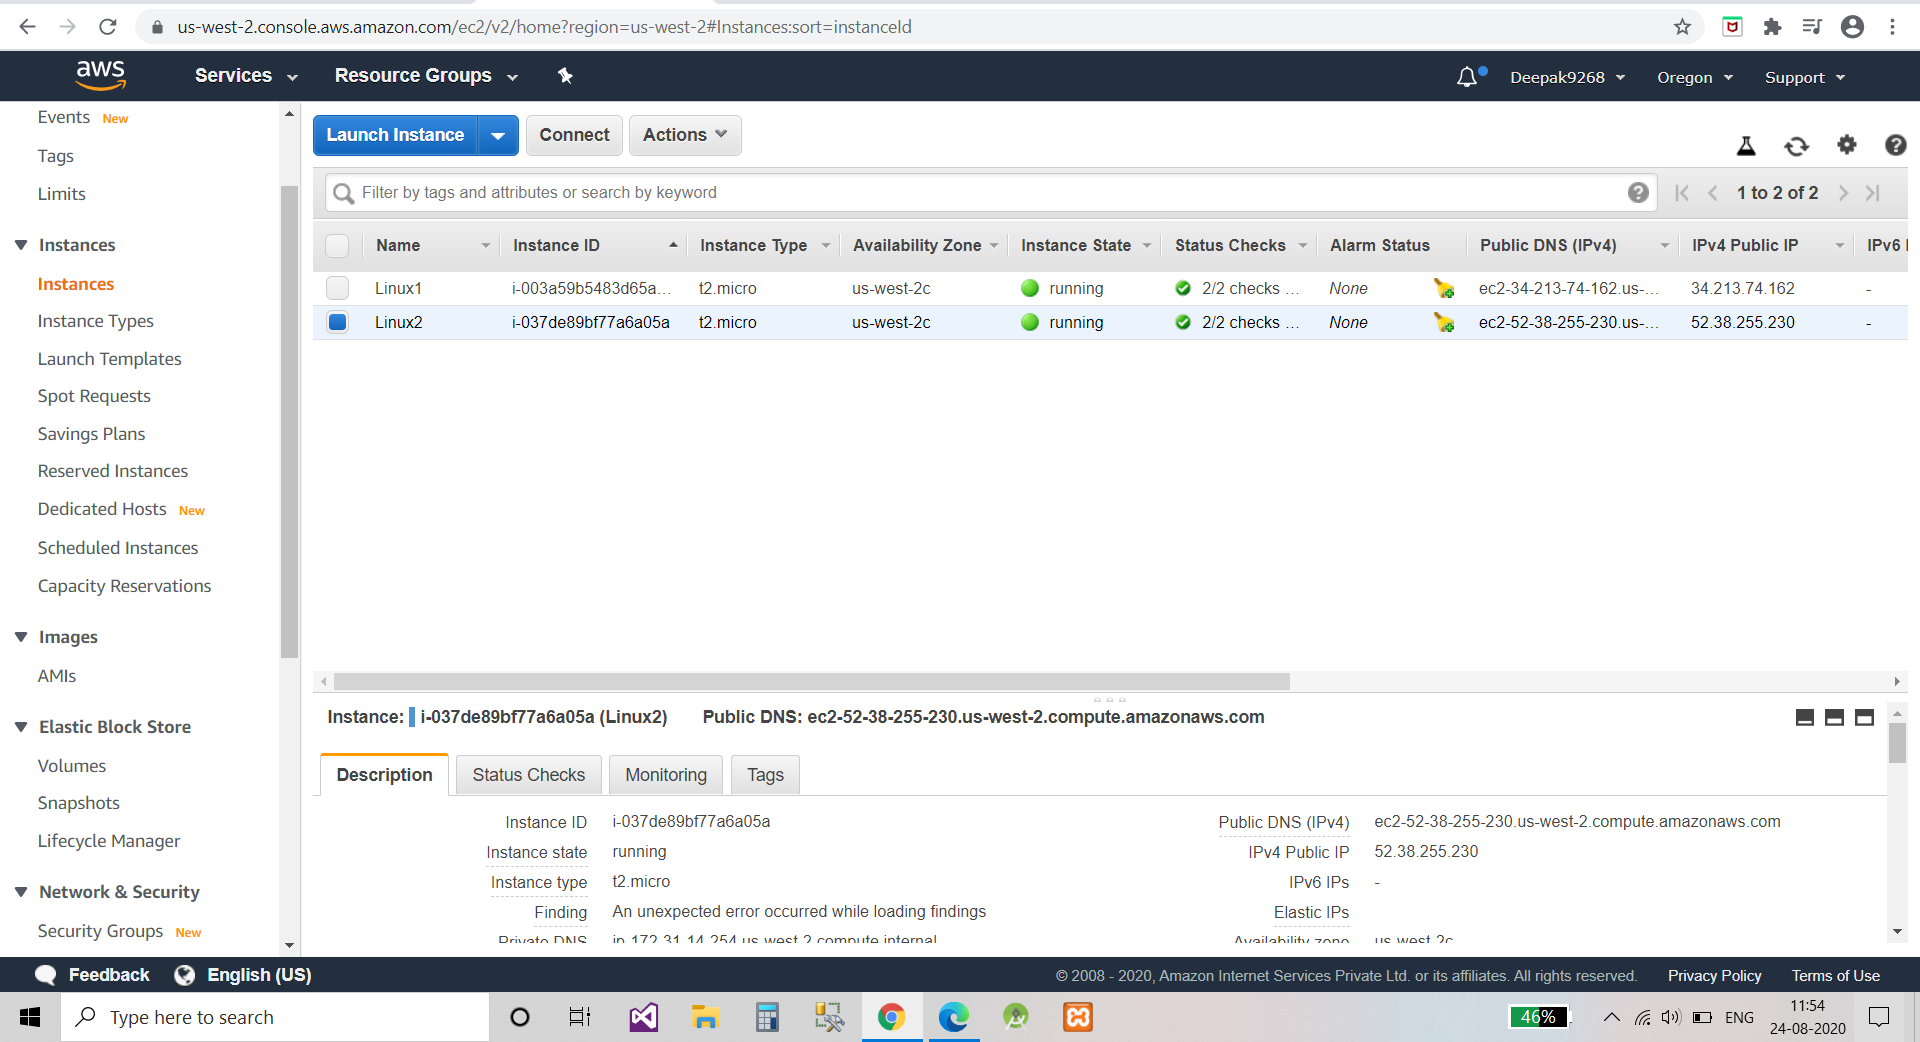 us-west-2.console.aws.amazon.com/ec2/v2/home?region=us-west-2#Instances:sort=instanceId
aws Services Resource Groups Deepak9268 Oregon Support
Events New
Tags
Limits
Instances
Instances
Instance Types
Launch Templates
Spot Requests
Savings Plans
Reserved Instances
Dedicated Hosts New
Scheduled Instances
Capacity Reservations
Images
AMIs
Elastic Block Store
Volumes
Snapshots
Lifecycle Manager
Network & Security
Security Groups New
Launch Instance Connect Actions
Filter by tags and attributes or search by keyword 1 to 2 of 2
Name Instance ID Instance Type Availability Zone Instance State Status Checks Alarm Status Public DNS (IPv4) IPv4 Public IP IPv6
Linux1 i-003a59b5483d65a... t2.micro us-west-2c running 2/2 checks ... None ec2-34-213-74-162.us-... 34.213.74.162 -
Linux2 i-037de89bf77a6a05a t2.micro us-west-2c running 2/2 checks ... None ec2-52-38-255-230.us-... 52.38.255.230 -
Instance: i-037de89bf77a6a05a (Linux2) Public DNS: ec2-52-38-255-230.us-west-2.compute.amazonaws.com
Description Status Checks Monitoring Tags
Instance ID i-037de89bf77a6a05a Public DNS (IPv4) ec2-52-38-255-230.us-west-2.compute.amazonaws.com
Instance state running IPv4 Public IP 52.38.255.230
Instance type t2.micro IPv6 IPs -
Finding An unexpected error occurred while loading findings Elastic IPs
Private DNS ip-172-31-14-254.us-west-2.compute.internal Availability zone us-west-2c
Feedback English (US) © 2008 - 2020, Amazon Internet Services Private Ltd. or its affiliates. All rights reserved. Privacy Policy Terms of Use
Type here to search 46% ENG 11:54
24-08-2020